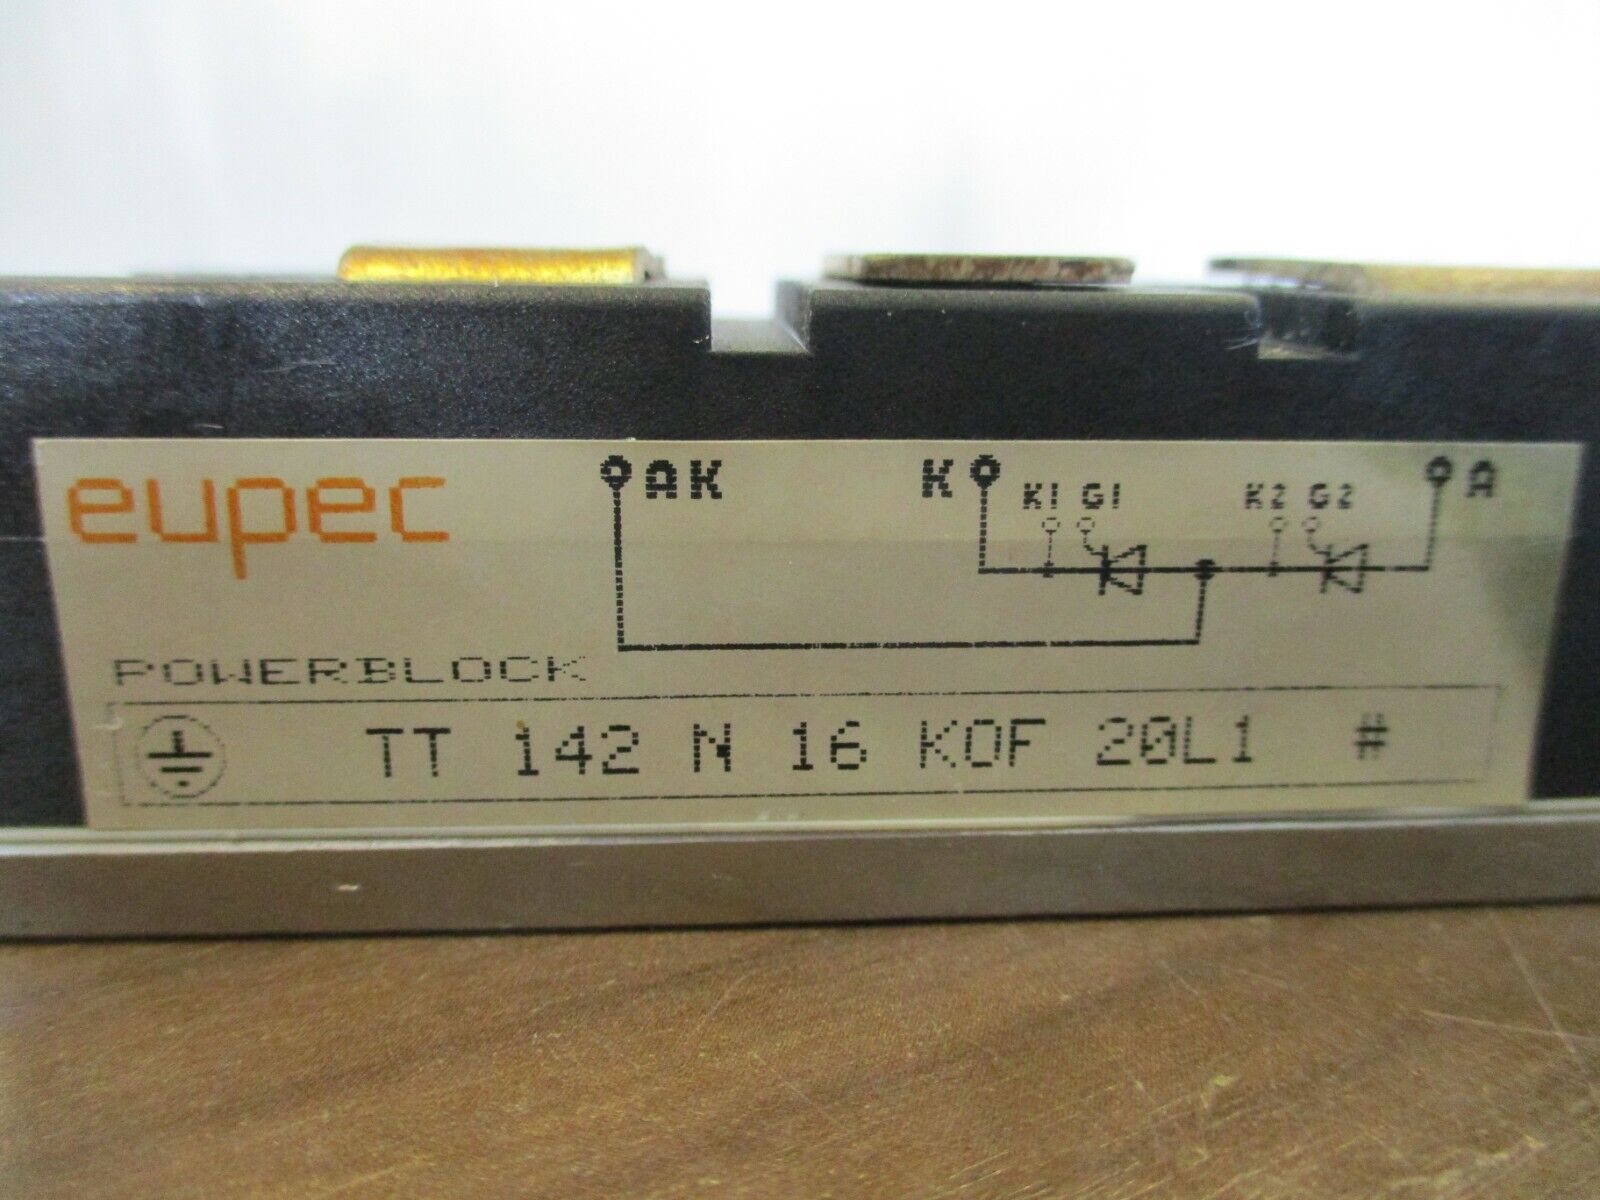 eupec
AK K A
K1 G1 K2 G2
POWERBLOCK
TT 142 N 16 KOF 20L1 #